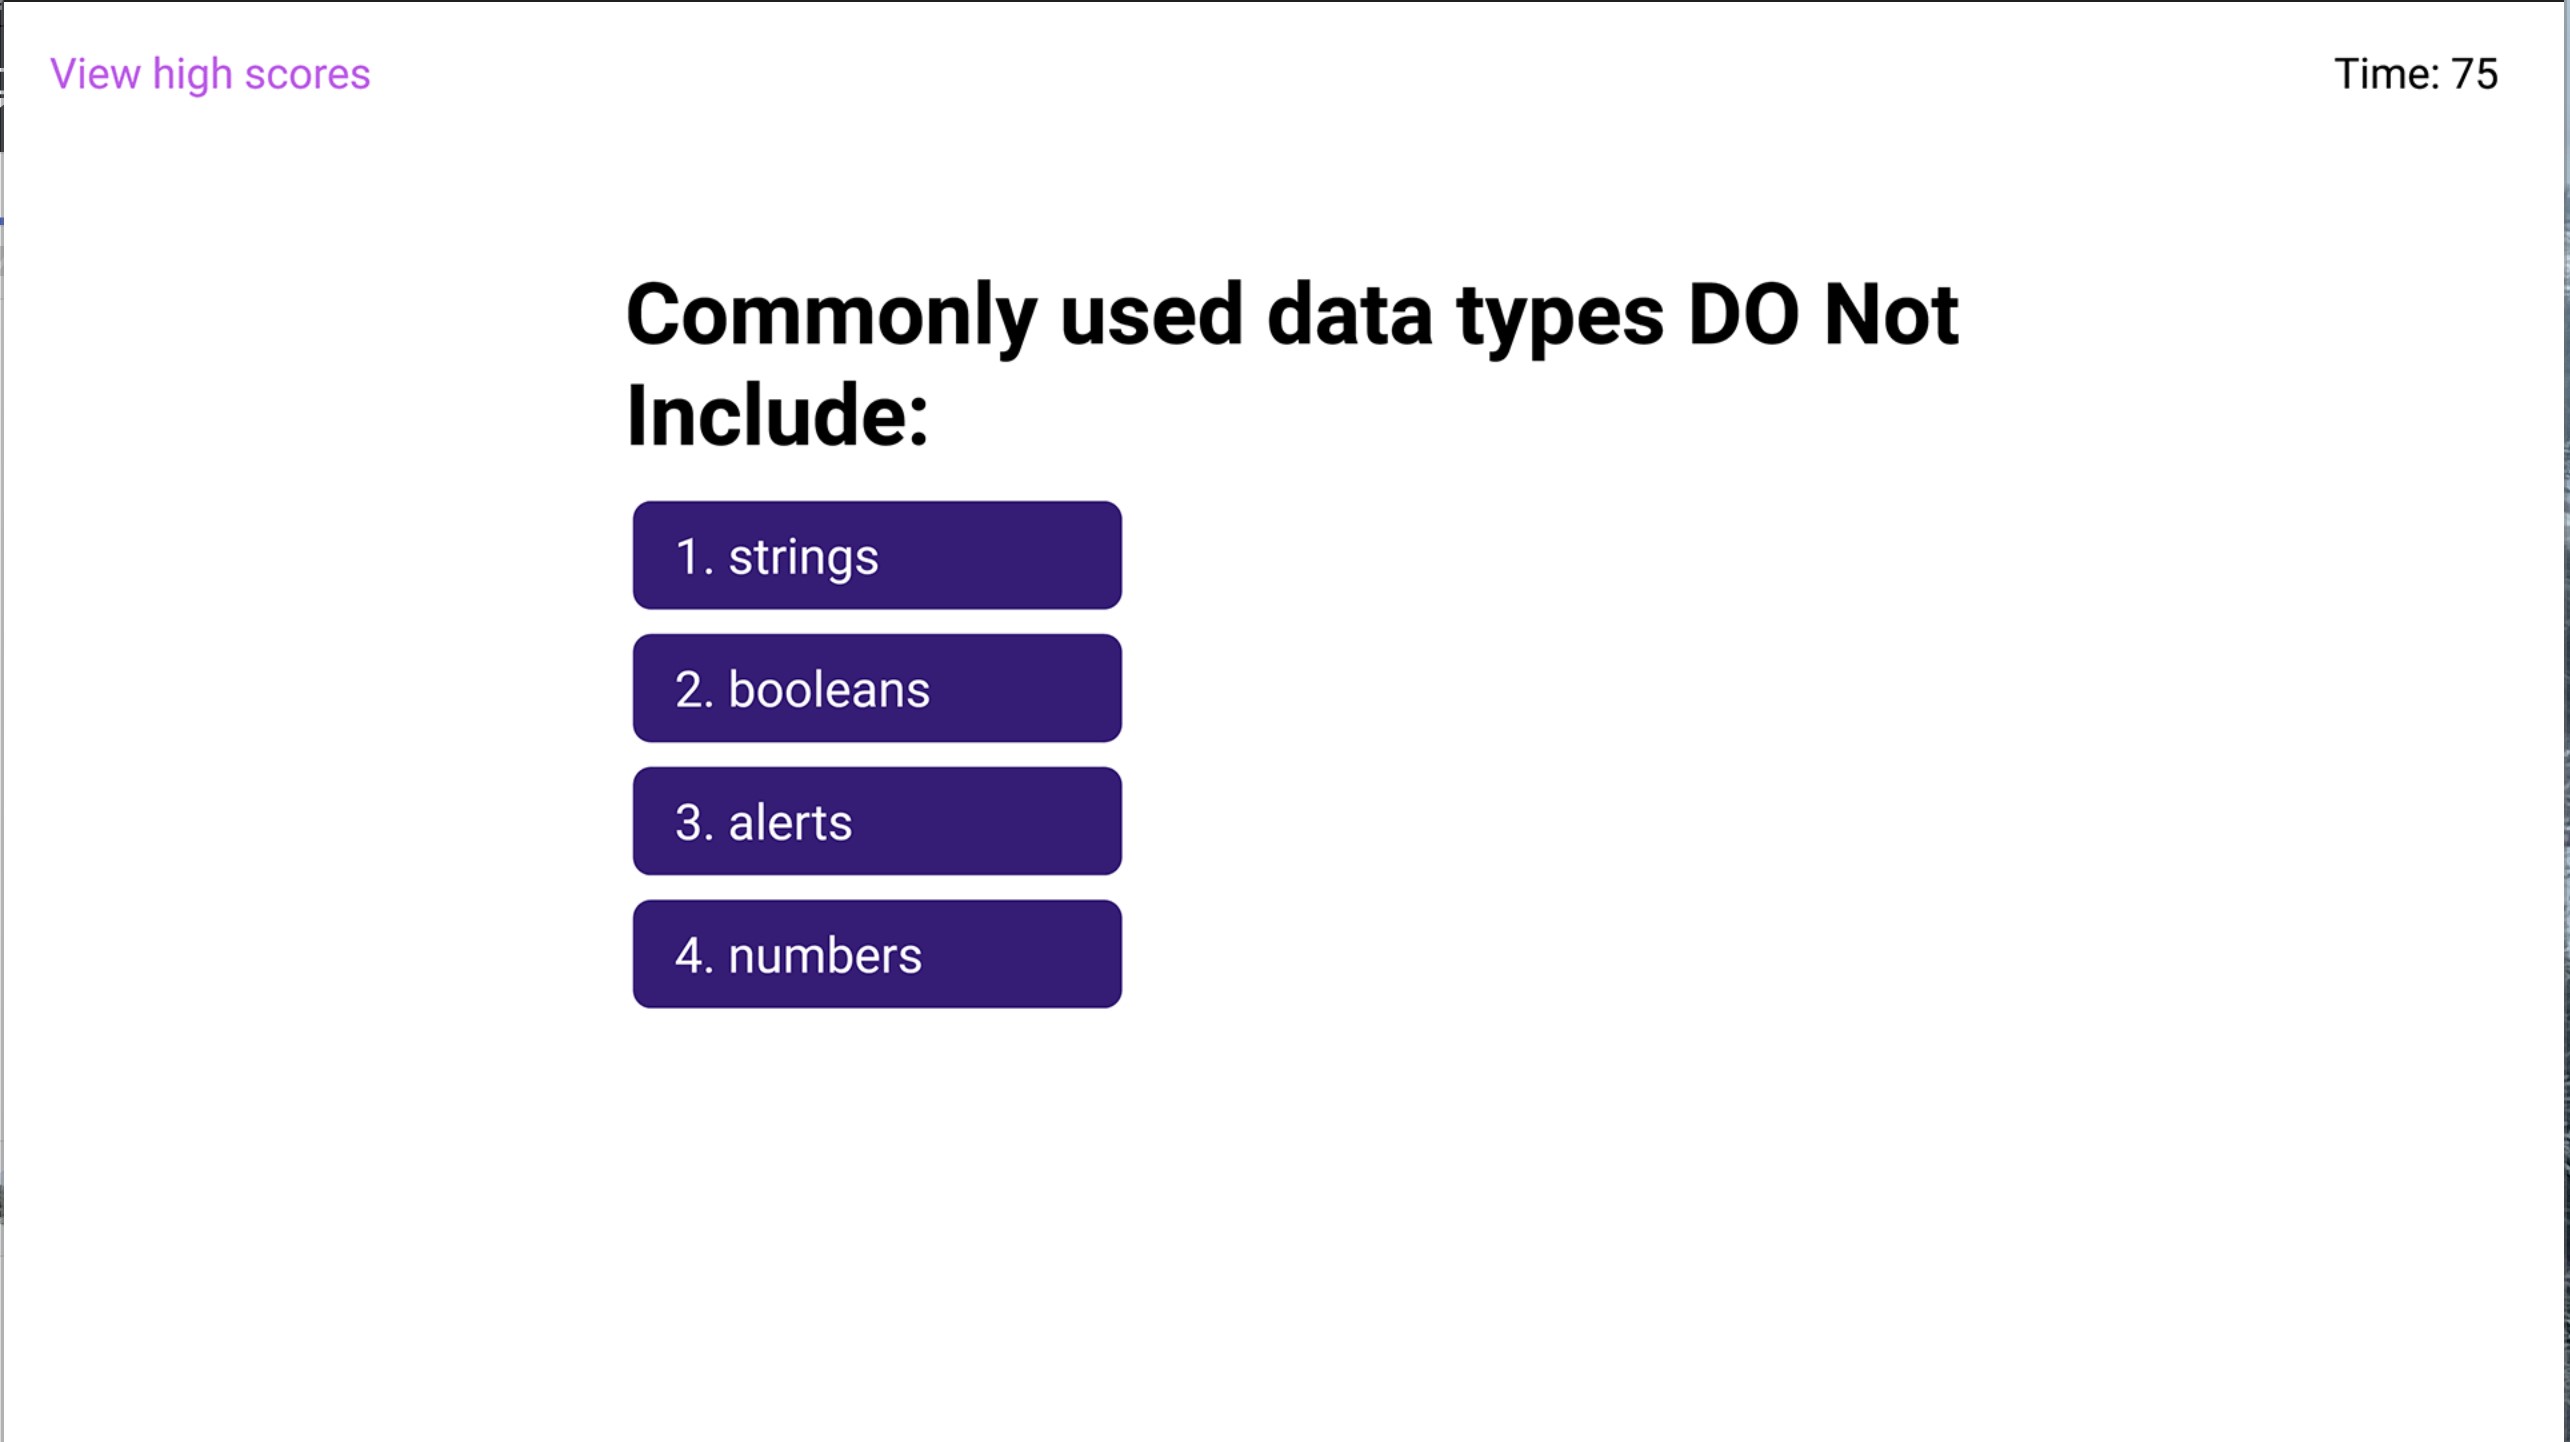 View high scores
Time: 75
Commonly used data types DO Not
Include:
1. strings
2. booleans
3. alerts
4. numbers